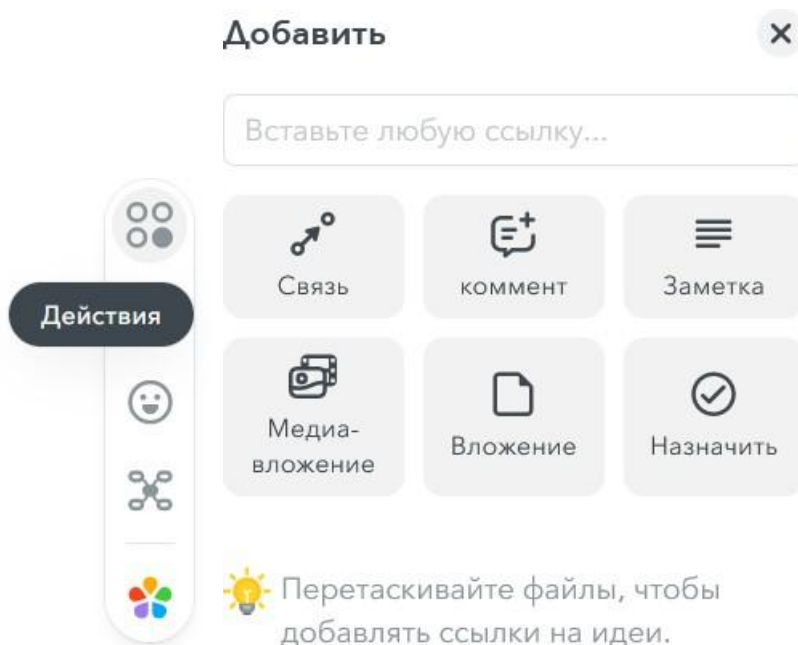 Добавить
Вставьте любую ссылку...
Связь
коммент
Заметка
Действия
Медиа-
вложение
Вложение
Назначить
Перетаскивайте файлы, чтобы
добавлять ссылки на идеи.